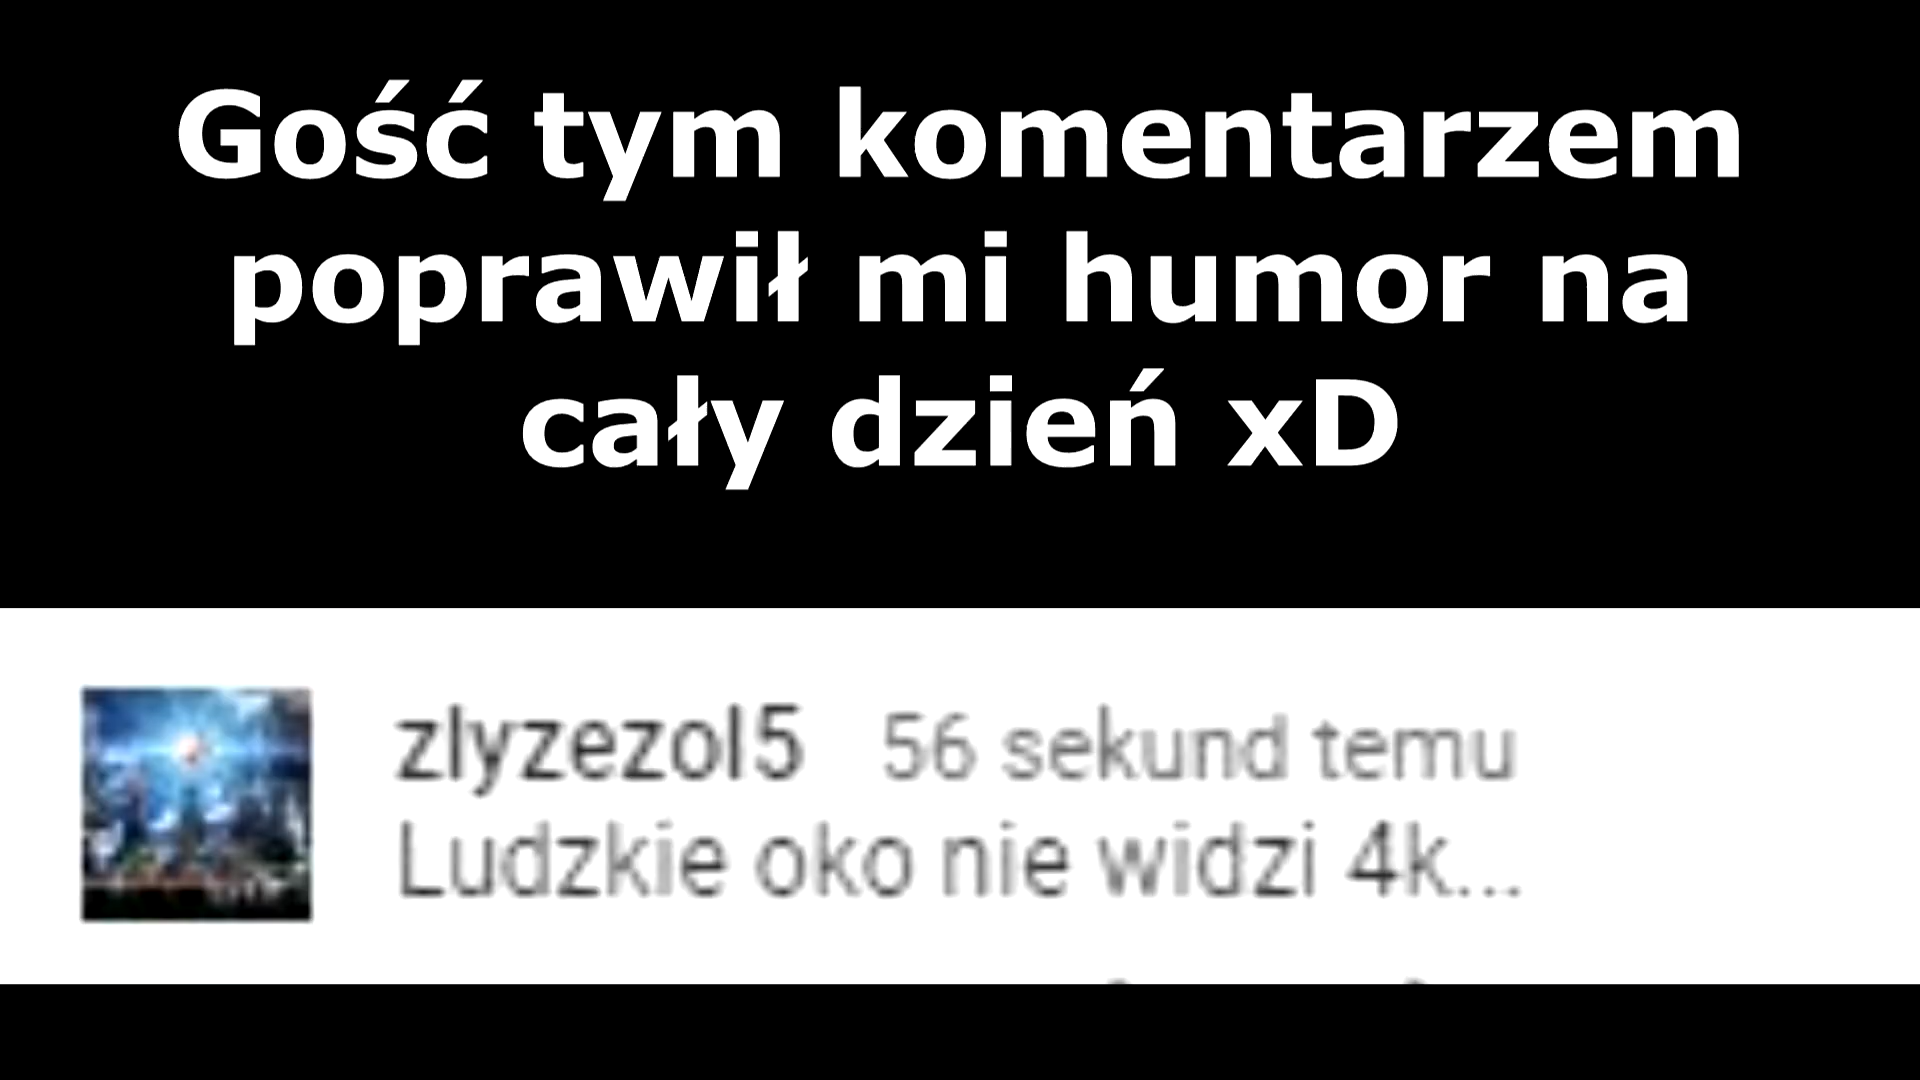 Gość tym komentarzem
poprawił mi humor na
cały dzień xD
zlyzezol5 56 sekund temu
Ludzkie oko nie widzi 4k...